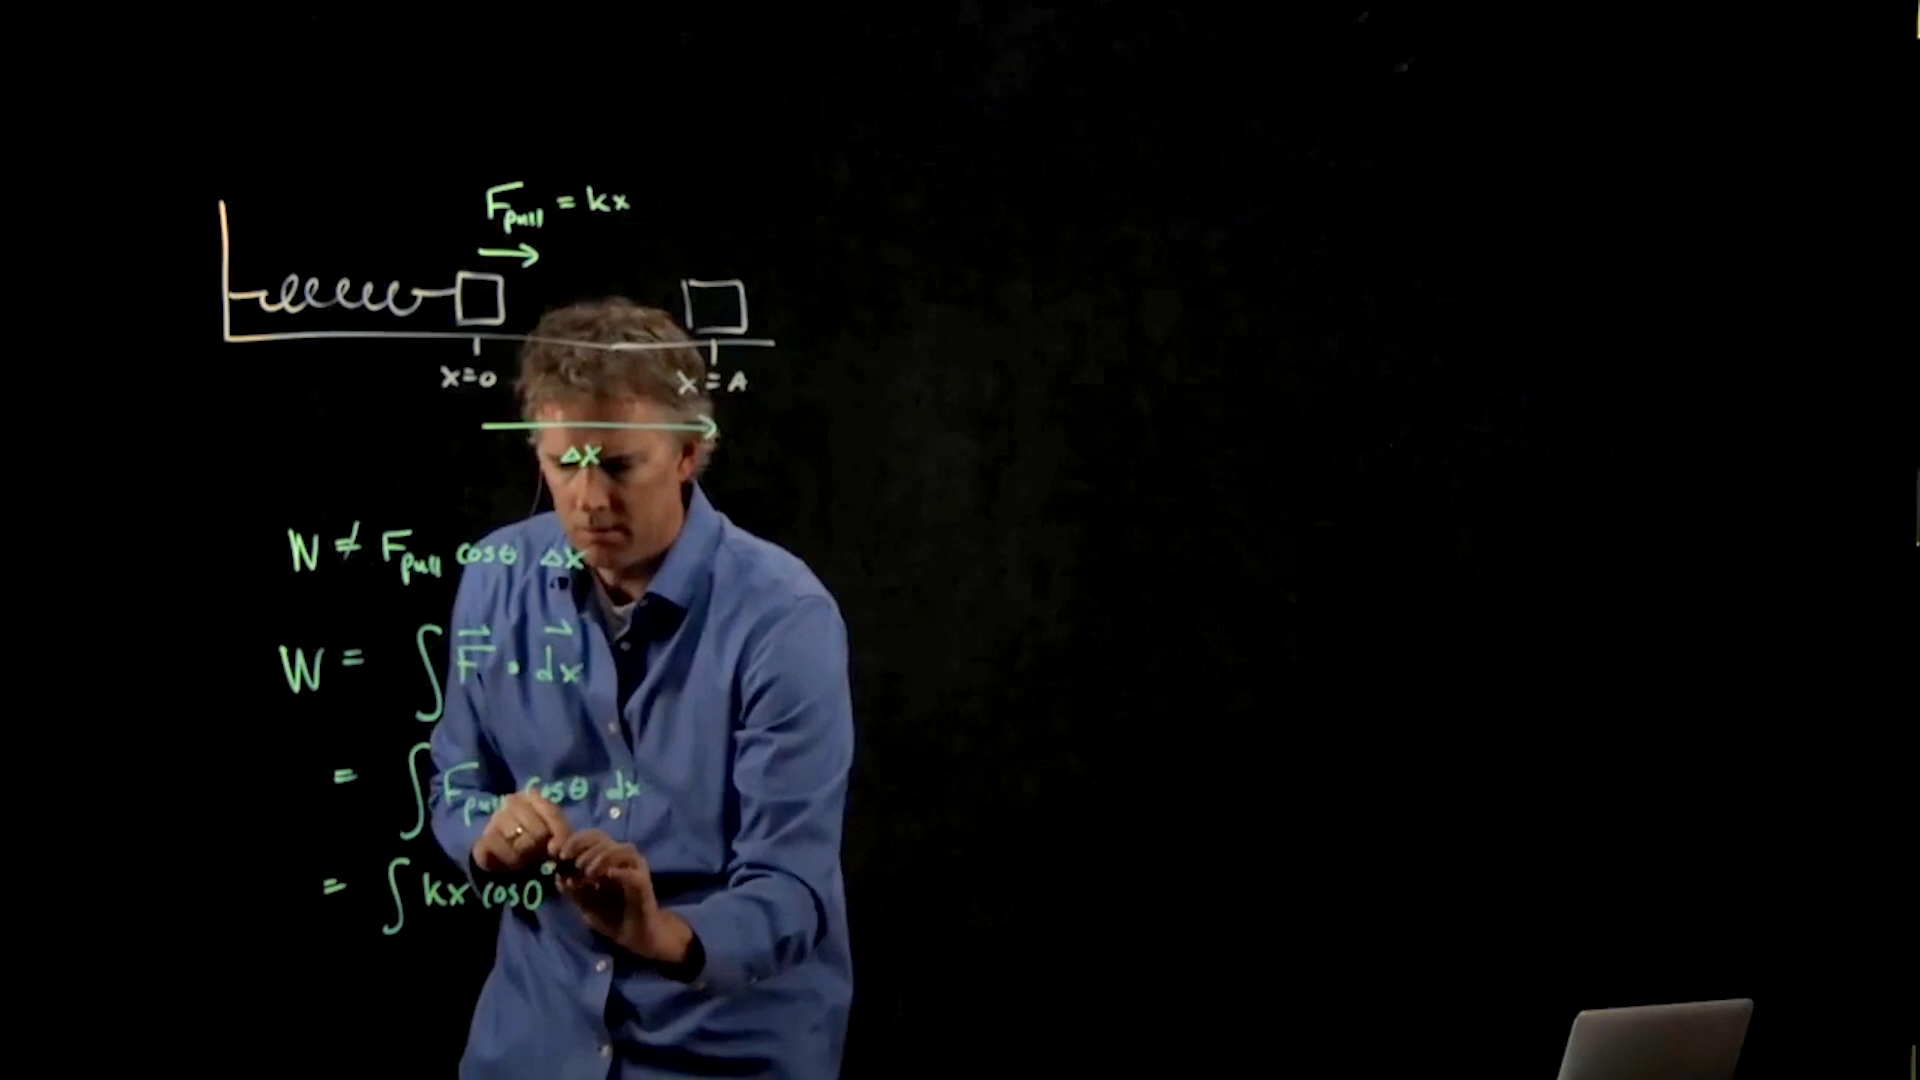 F_pull = kx
x=0
x=A
Δx
W ≠ F_pull cosθ Δx
W = ∫ F⃗ • dx⃗
= ∫ F_pull cosθ dx
= ∫ kx cos0°